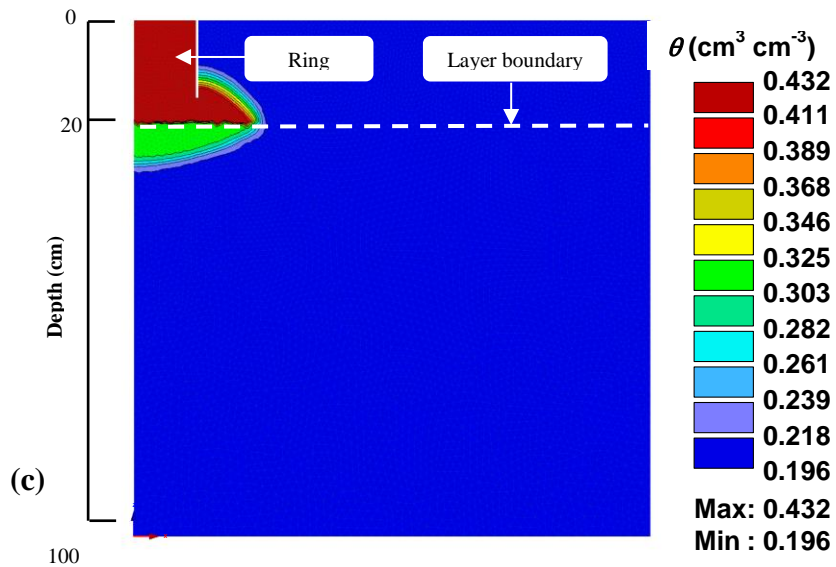 0
Ring
Layer boundary
θ (cm³ cm⁻³)
0.432
0.411
0.389
0.368
0.346
0.325
0.303
0.282
0.261
0.239
0.218
0.196
Max: 0.432
Min : 0.196
20
Depth (cm)
(c)
100